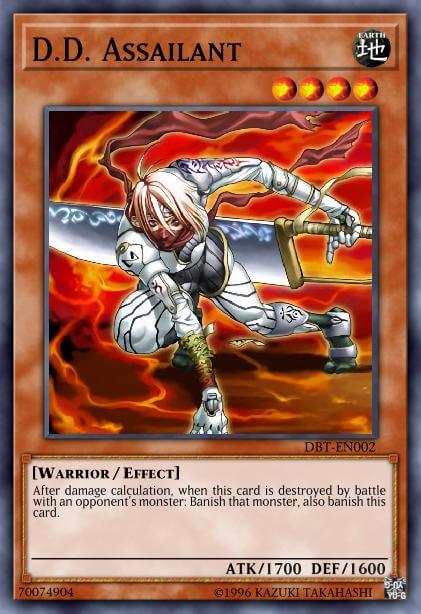 D.D. Assailant
EARTH
地
DBT-EN002
[Warrior / Effect]
After damage calculation, when this card is destroyed by battle
with an opponent's monster: Banish that monster, also banish this
card.
ATK/1700 DEF/1600
70074904
©1996 KAZUKI TAKAHASHI